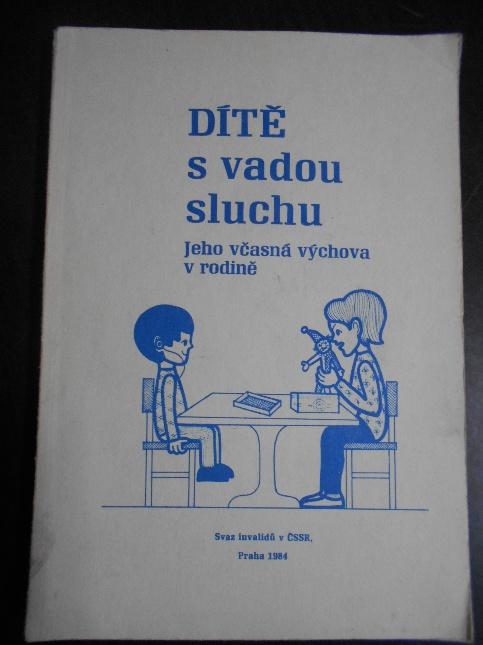 DÍTĚ
s vadou
sluchu
Jeho včasná výchova
v rodině
Svaz invalidů v ČSSR,
Praha 1984